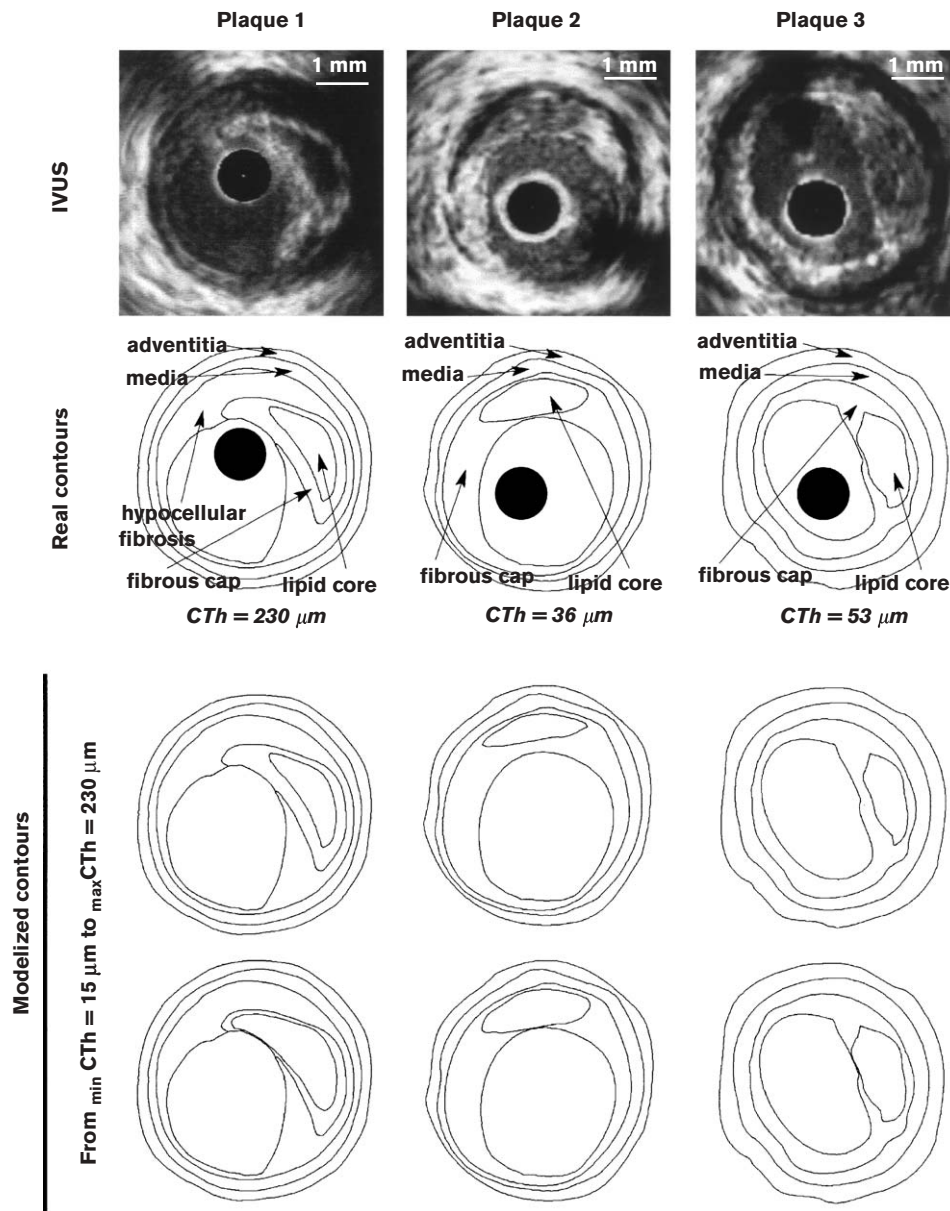 Plaque 1
Plaque 2
Plaque 3
IVUS
1 mm
1 mm
1 mm
Real contours
adventitia
media
hypocellular
fibrosis
fibrous cap
lipid core
CTh = 230 μm
adventitia
media
fibrous cap
lipid core
CTh = 36 μm
adventitia
media
fibrous cap
lipid core
CTh = 53 μm
Modelized contours
From min CTh = 15 μm to maxCTh = 230 μm